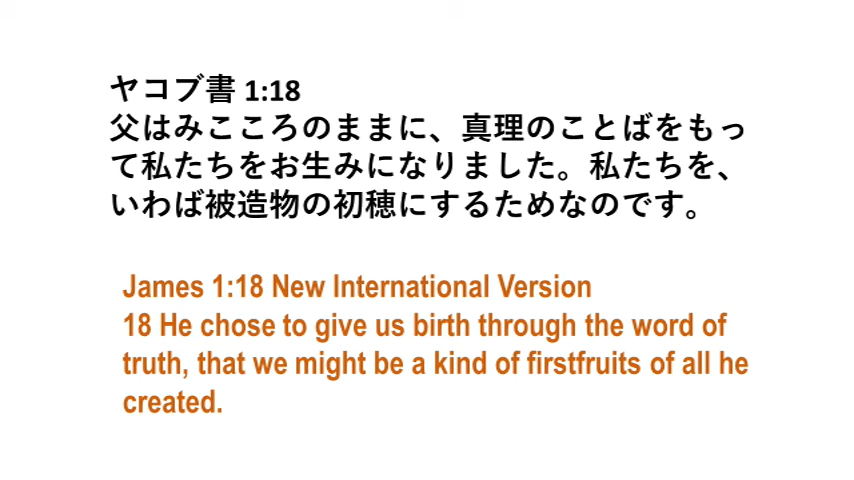 ヤコブ書 1:18
父はみこころのままに、真理のことばをもっ
て私たちをお生みになりました。私たちを、
いわば被造物の初穂にするためなのです。
James 1:18 New International Version
18 He chose to give us birth through the word of
truth, that we might be a kind of firstfruits of all he
created.